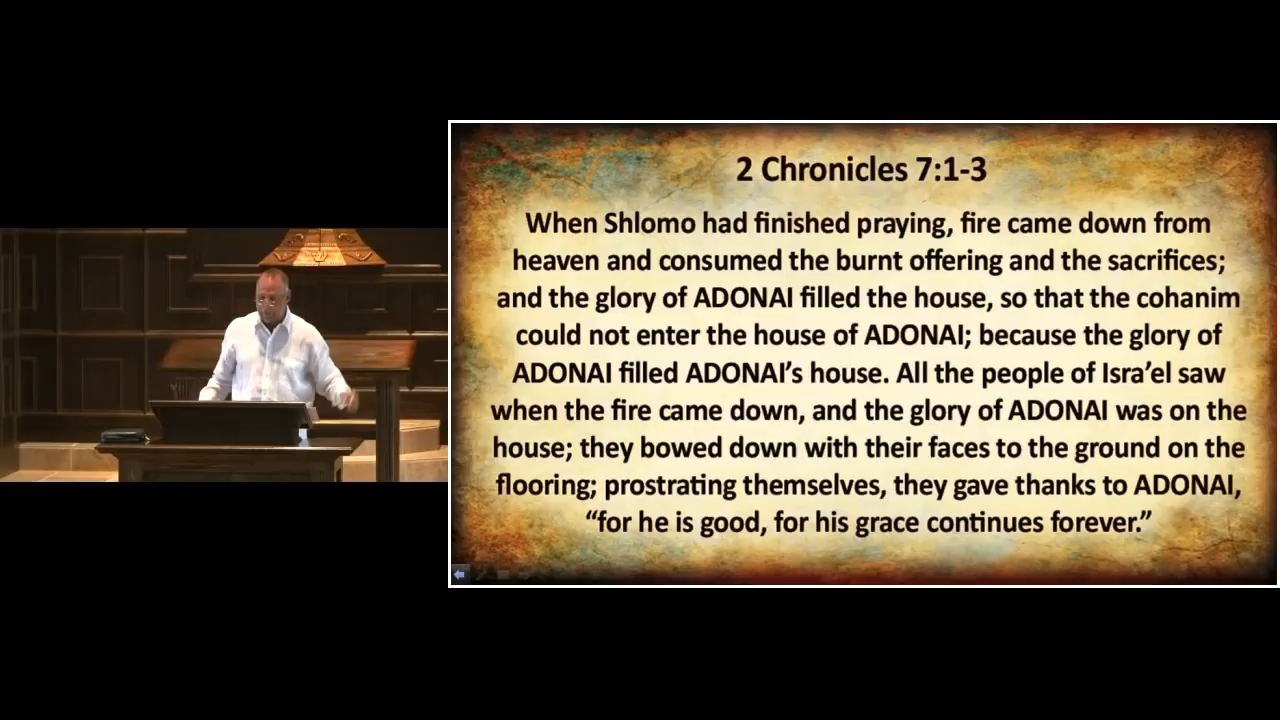 2 Chronicles 7:1-3
When Shlomo had finished praying, fire came down from
heaven and consumed the burnt offering and the sacrifices;
and the glory of ADONAI filled the house, so that the cohanim
could not enter the house of ADONAI; because the glory of
ADONAI filled ADONAI’s house. All the people of Isra’el saw
when the fire came down, and the glory of ADONAI was on the
house; they bowed down with their faces to the ground on the
flooring; prostrating themselves, they gave thanks to ADONAI,
“for he is good, for his grace continues forever.”